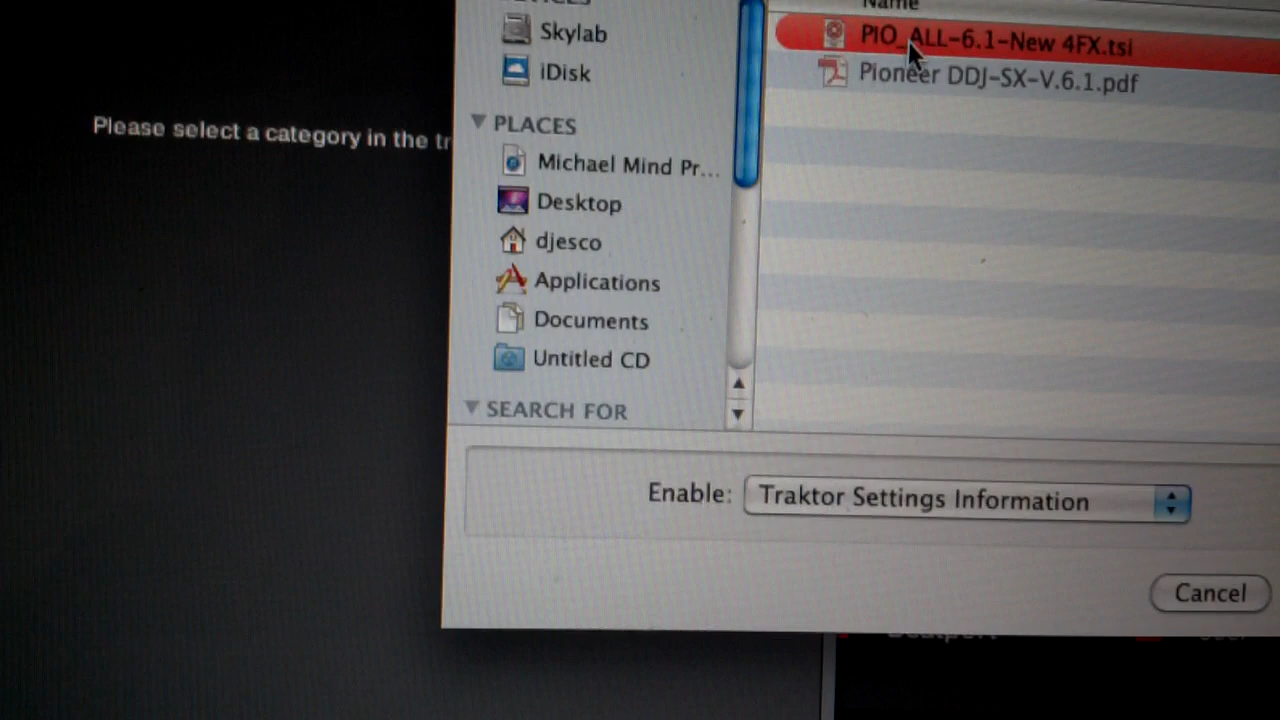 Name
Skylab
PIO_ALL-6.1-New 4FX.tsi
iDisk
Pioneer DDJ-SX-V.6.1.pdf
Please select a category in the tr
PLACES
Michael Mind Pr...
Desktop
djesco
Applications
Documents
Untitled CD
SEARCH FOR
Enable:
Traktor Settings Information
Cancel